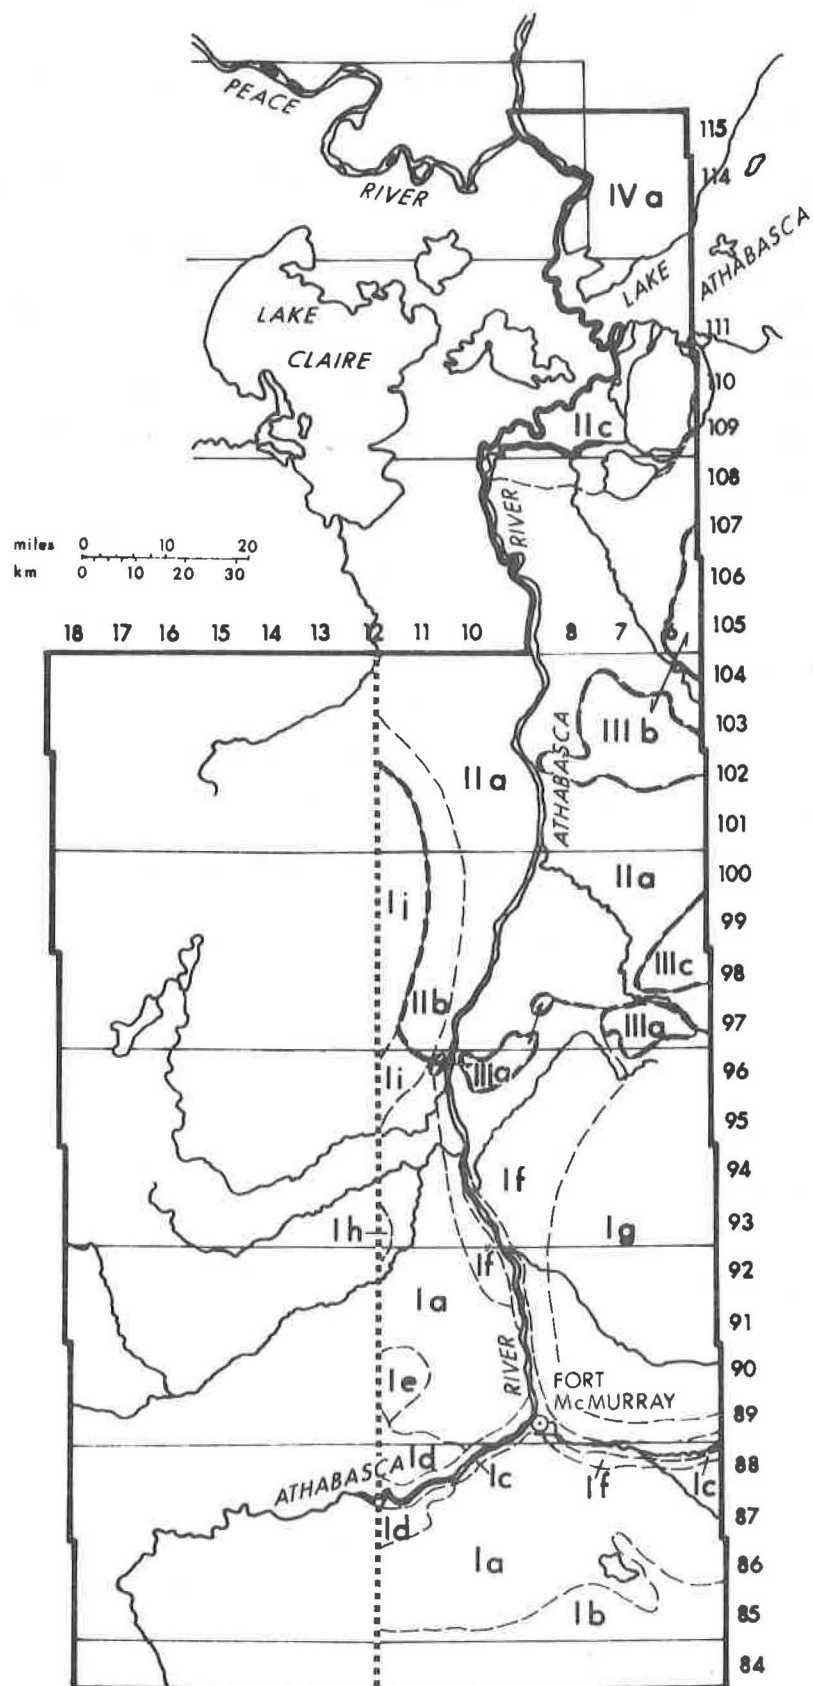 PEACE
RIVER
115
114
IV a
LAKE
ATHABASCA
LAKE
CLAIRE
111
110
109
II c
108
RIVER
107
miles 0 10 20
km 0 10 20 30
106
105
18 17 16 15 14 13 12 11 10 8 7 6
104
103
III b
ATHABASCA
II a
102
101
100
II a
I j
99
III c
98
II b
III a
97
I i
III a
96
95
94
I f
I h
93
I g
I f
92
I a
91
RIVER
90
I e
FORT
McMURRAY
89
88
I d
I c
I f
I c
ATHABASCA
87
I d
I a
86
I b
85
84